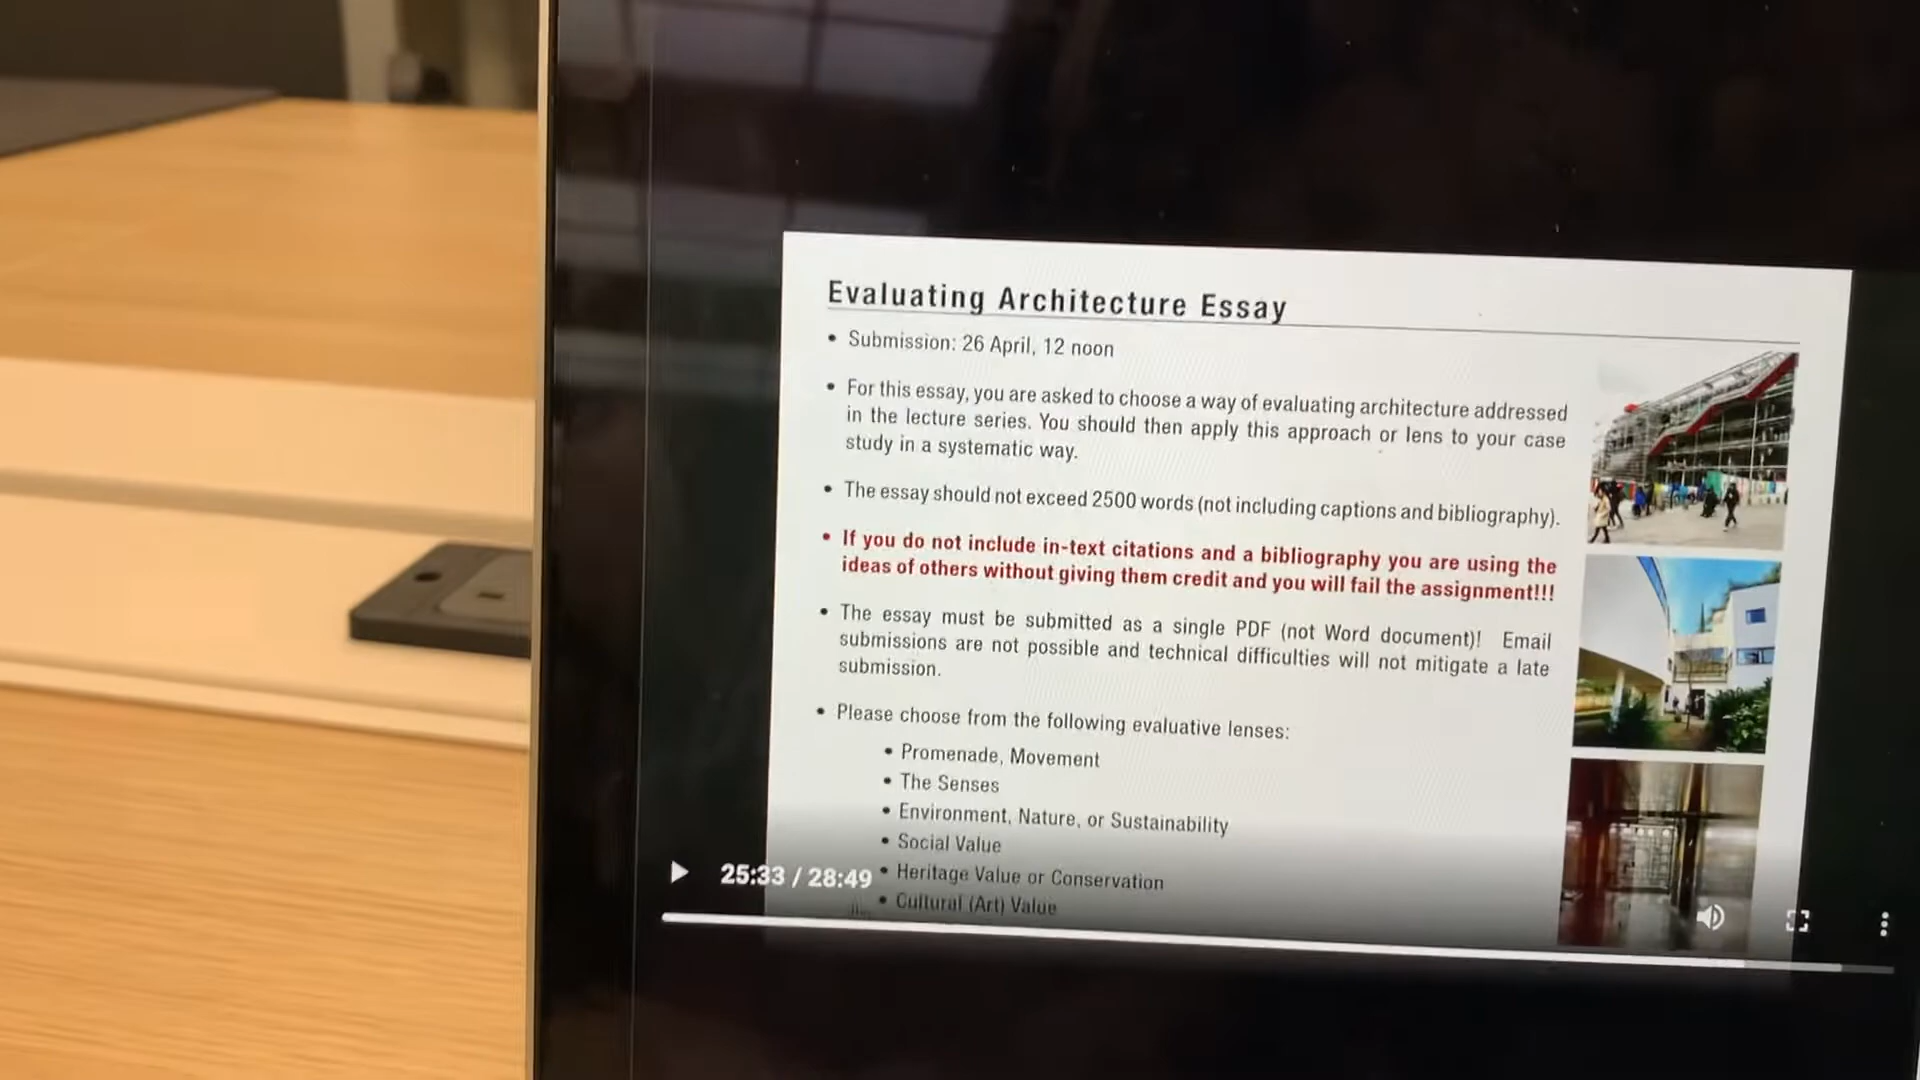 Evaluating Architecture Essay
• Submission: 26 April, 12 noon
• For this essay, you are asked to choose a way of evaluating architecture addressed
in the lecture series. You should then apply this approach or lens to your case
study in a systematic way.
• The essay should not exceed 2500 words (not including captions and bibliography).
• If you do not include in-text citations and a bibliography you are using the
ideas of others without giving them credit and you will fail the assignment!!!
• The essay must be submitted as a single PDF (not Word document)! Email
submissions are not possible and technical difficulties will not mitigate a late
submission.
• Please choose from the following evaluative lenses:
• Promenade, Movement
• The Senses
• Environment, Nature, or Sustainability
• Social Value
• Heritage Value or Conservation
• Cultural (Art) Value
25:33 / 28:49